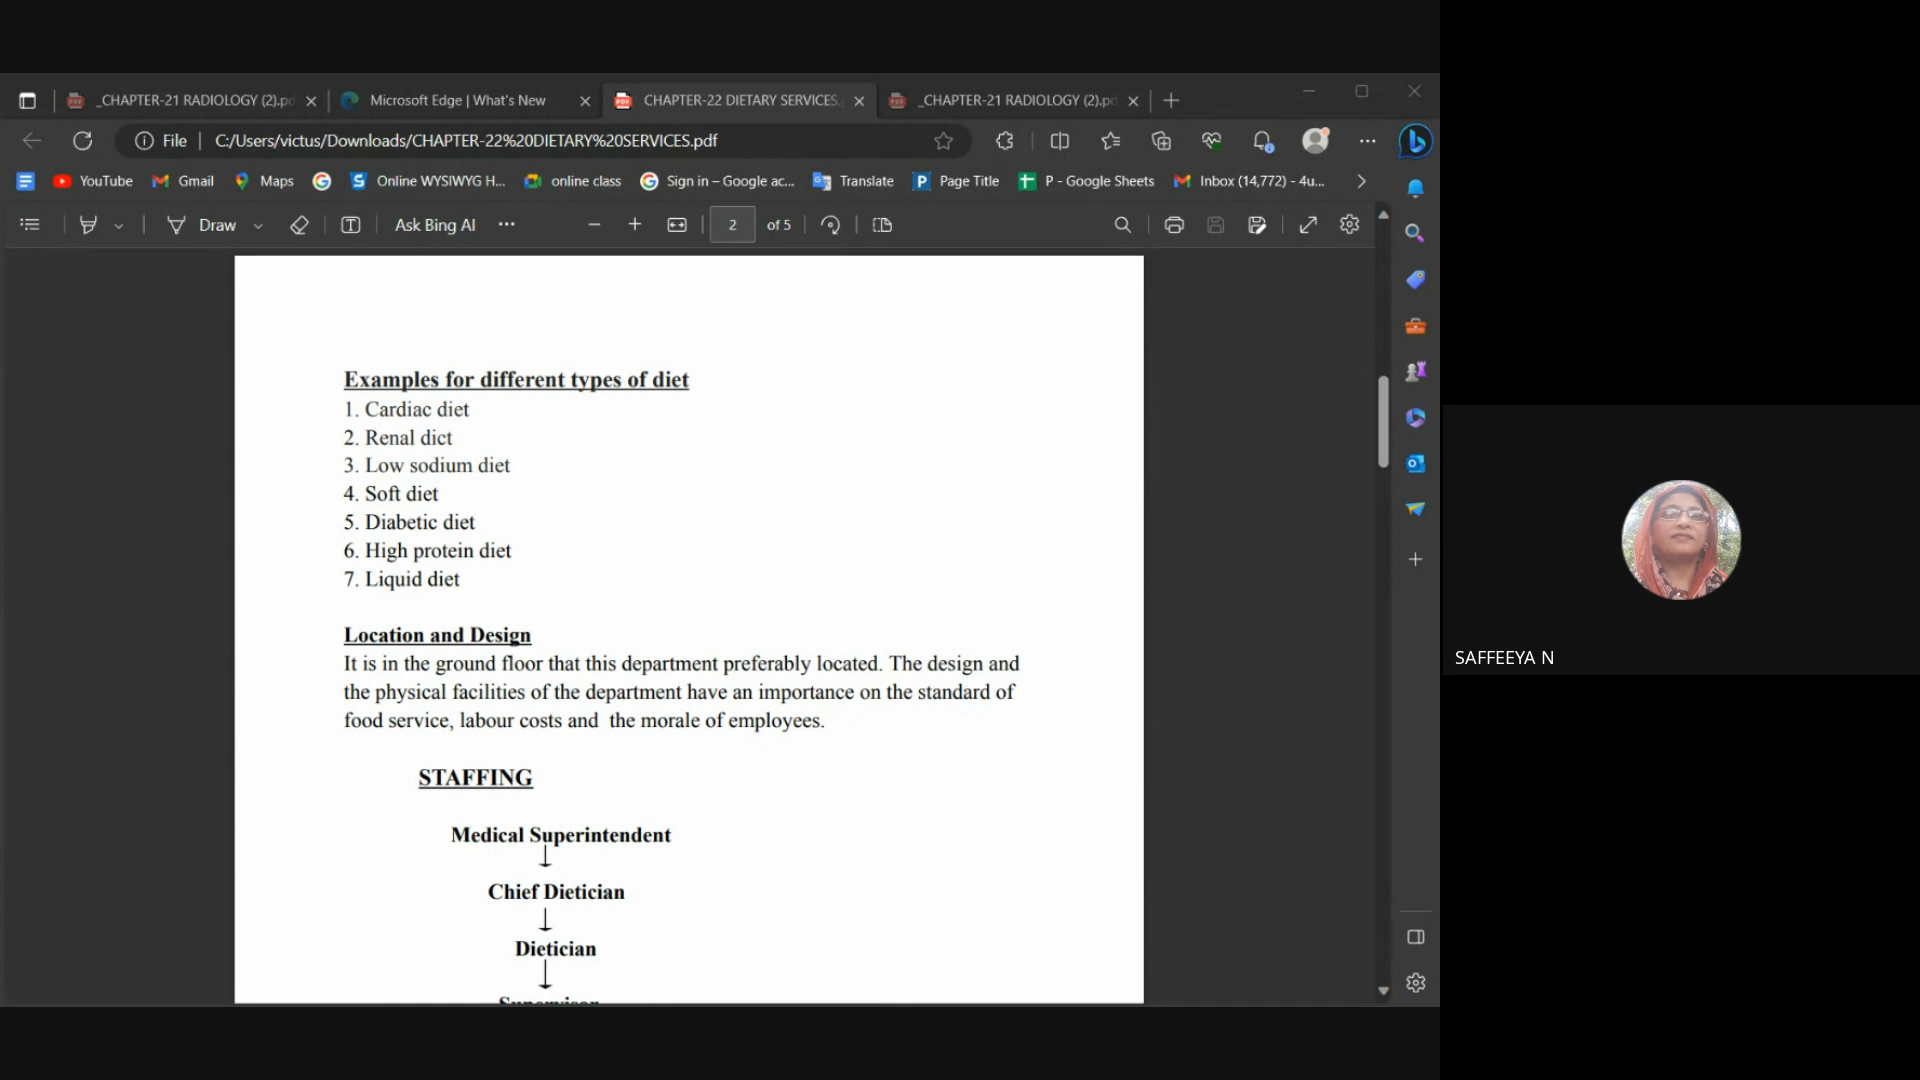 _CHAPTER-21 RADIOLOGY (2).pd
Microsoft Edge | What's New
CHAPTER-22 DIETARY SERVICES.
_CHAPTER-21 RADIOLOGY (2).pd
File | C:/Users/victus/Downloads/CHAPTER-22%20DIETARY%20SERVICES.pdf
YouTube Gmail Maps Online WYSIWYG H... online class Sign in – Google ac... Translate Page Title P - Google Sheets Inbox (14,772) - 4u...
Draw Ask Bing AI 2 of 5
Examples for different types of diet
1. Cardiac diet
2. Renal dict
3. Low sodium diet
4. Soft diet
5. Diabetic diet
6. High protein diet
7. Liquid diet
Location and Design
It is in the ground floor that this department preferably located. The design and
the physical facilities of the department have an importance on the standard of
food service, labour costs and  the morale of employees.
STAFFING
Medical Superintendent
Chief Dietician
Dietician
Supervisor
SAFFEEYA N